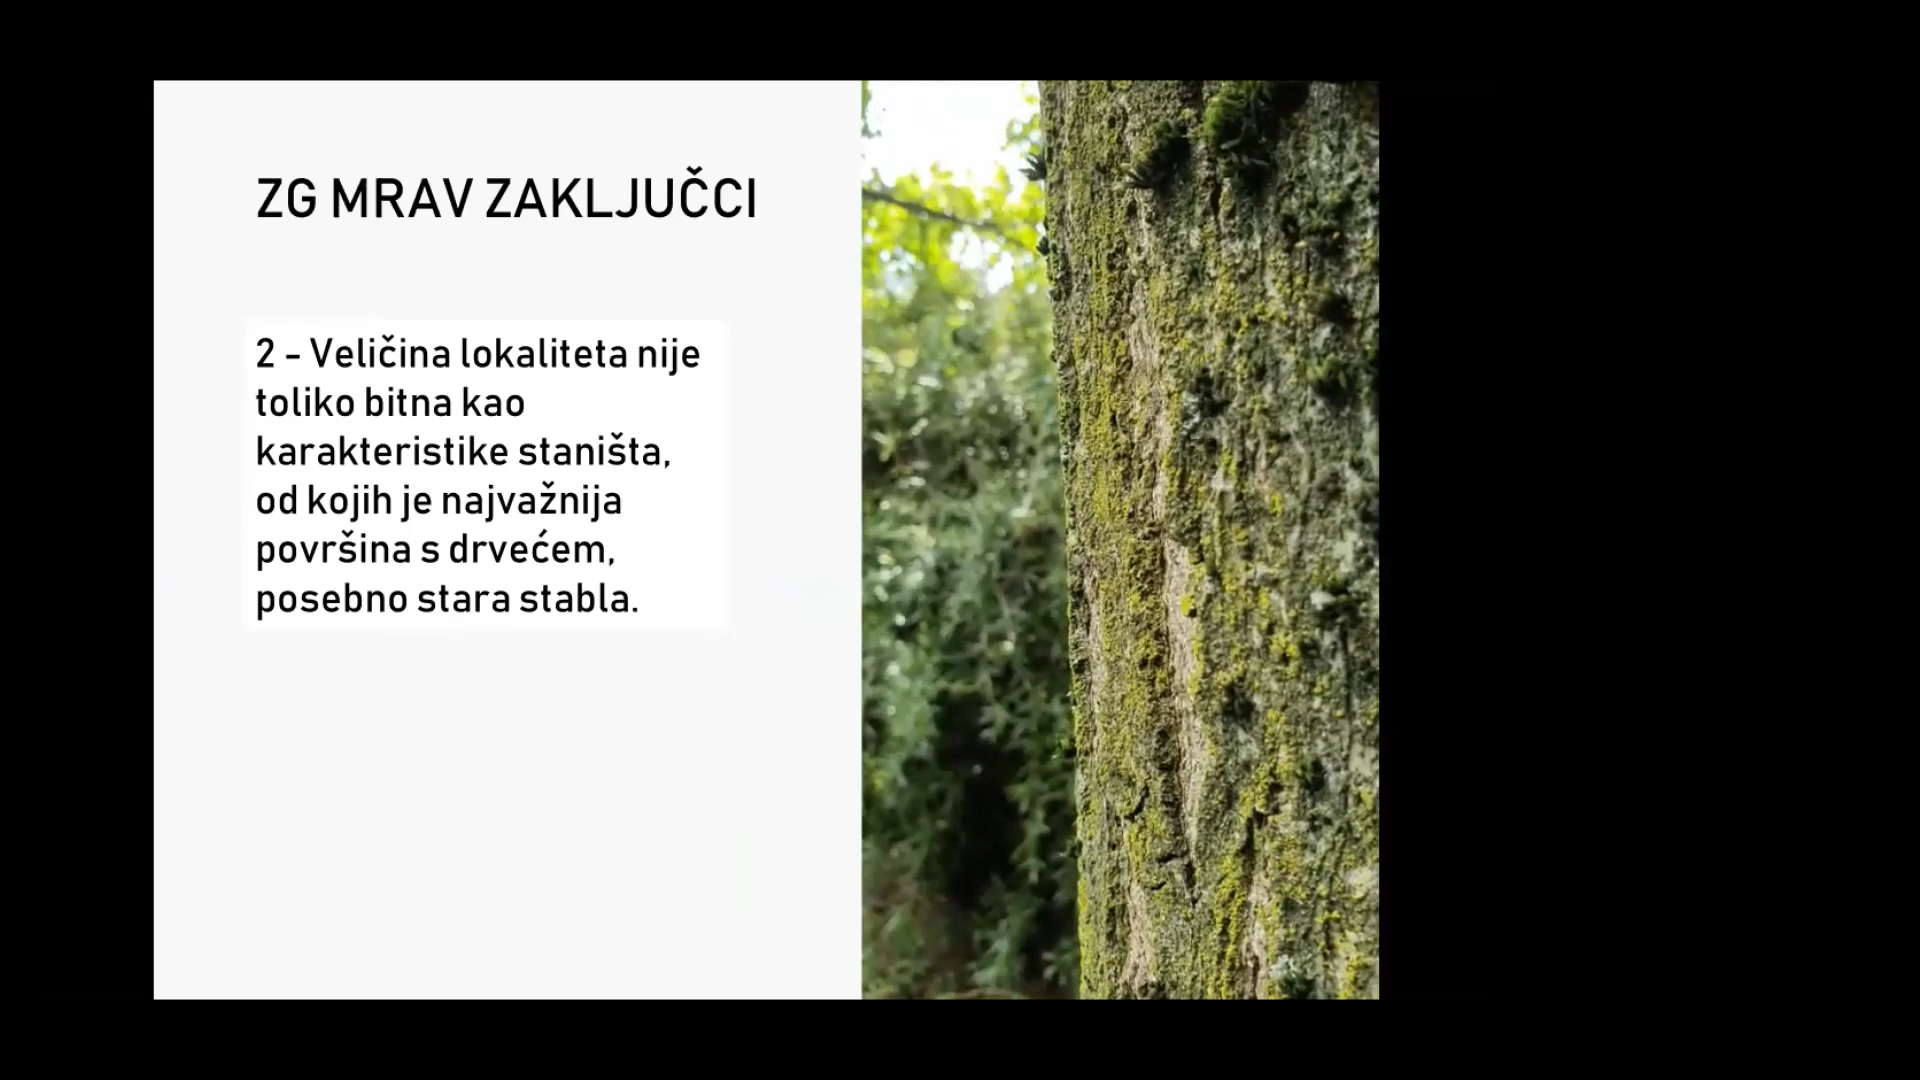 ZG MRAV ZAKLJUČCI
2 - Veličina lokaliteta nije
toliko bitna kao
karakteristike staništa,
od kojih je najvažnija
površina s drvećem,
posebno stara stabla.